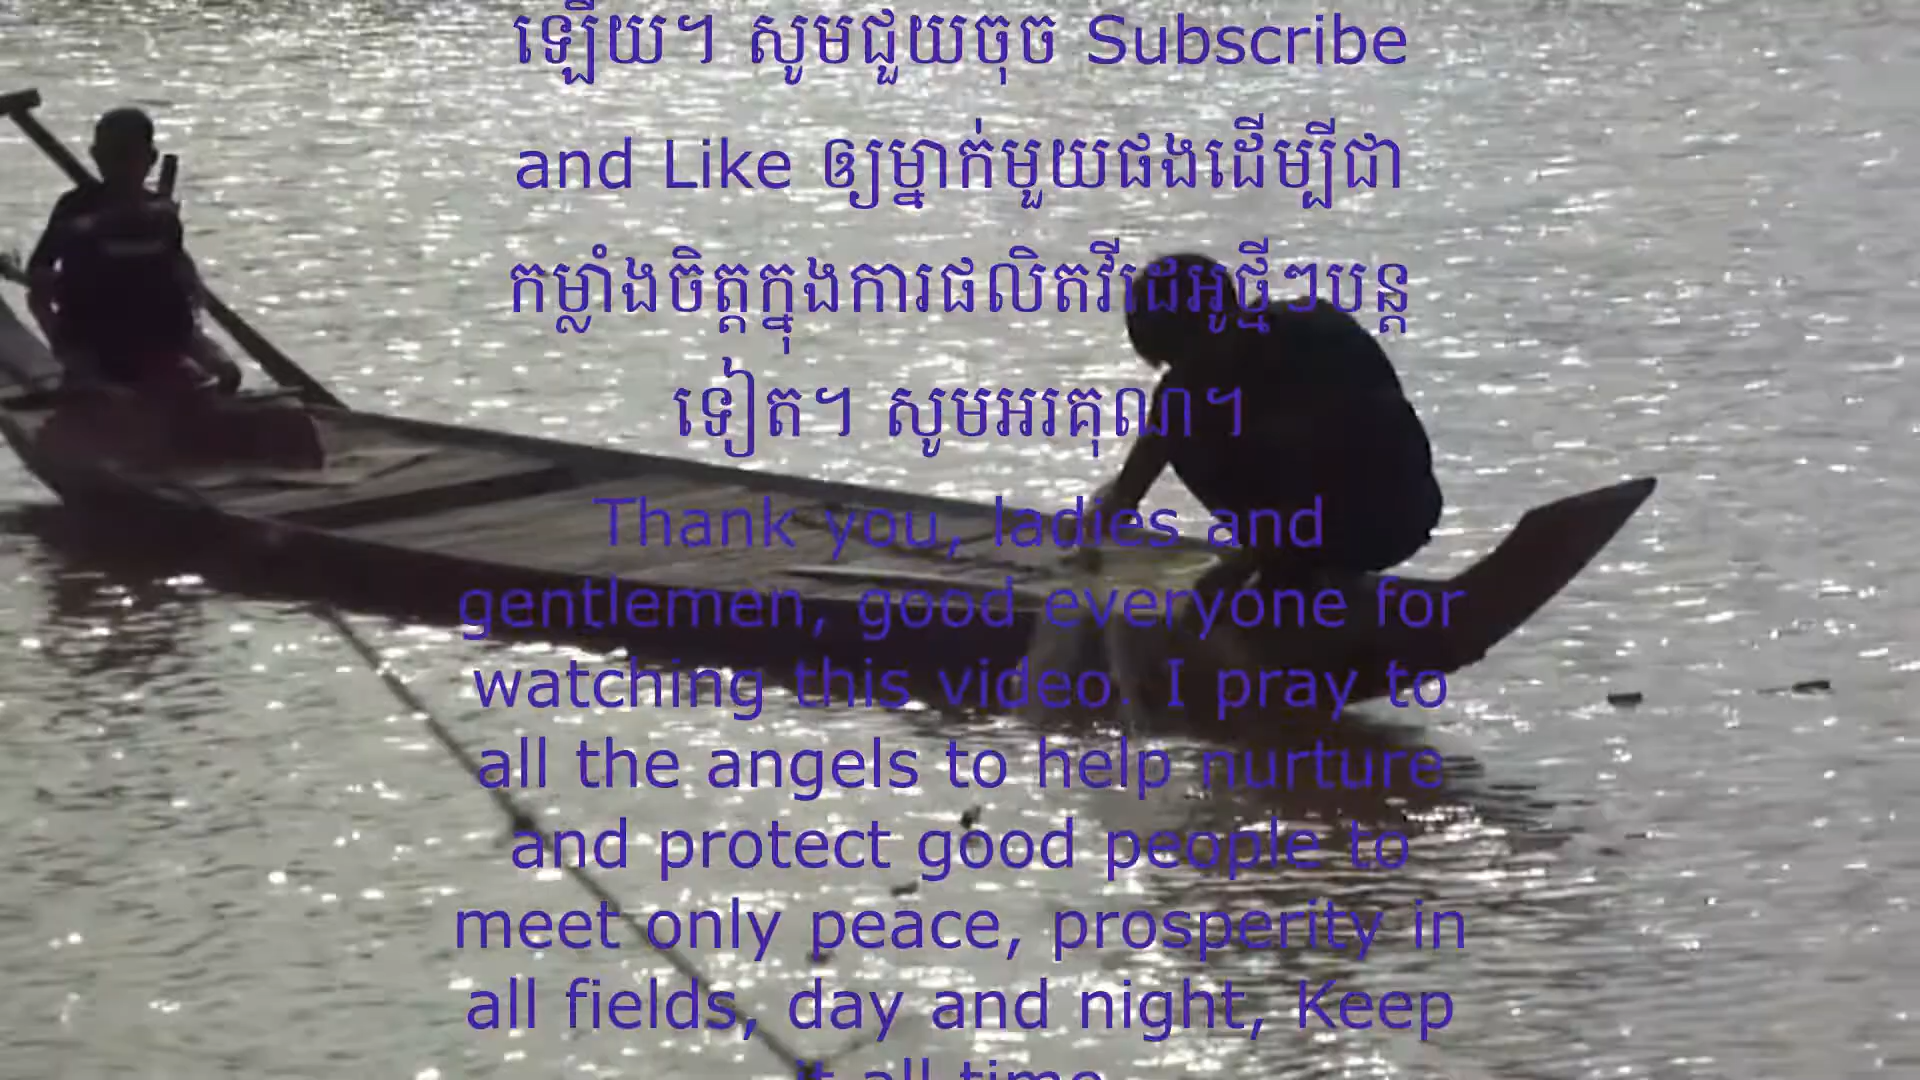 ឡើយ។ សូមជួយចុច Subscribe
and Like ឲ្យម្នាក់មួយផងដើម្បីជា
កម្លាំងចិត្តក្នុងការផលិតវីដេអូថ្មីៗបន្ត
ទៀត។ សូមអរគុណ។
Thank you, ladies and
gentlemen, good everyone for
watching this video. I pray to
all the angels to help nurture
and protect good people to
meet only peace, prosperity in
all fields, day and night, Keep
it all time